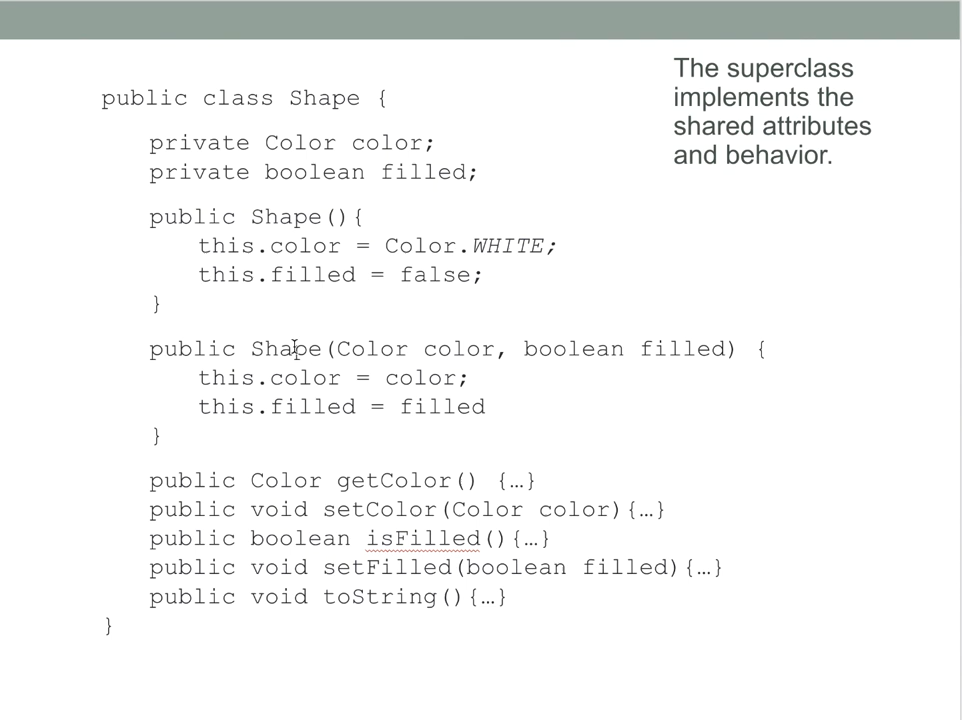 The superclass
implements the
shared attributes
and behavior.
public class Shape {
private Color color;
private boolean filled;
public Shape(){
this.color = Color.WHITE;
this.filled = false;
}
public Shape(Color color, boolean filled) {
this.color = color;
this.filled = filled
}
public Color getColor() {…}
public void setColor(Color color){…}
public boolean isFilled(){…}
public void setFilled(boolean filled){…}
public void toString(){…}
}